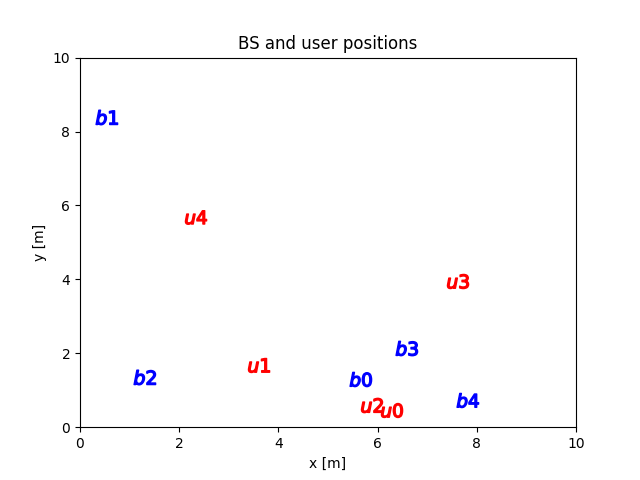 BS and user positions
10
b1
8
6
u4
y [m]
4
u3
2
b3
u1
b2
b0
b4
u2
u0
0
0 2 4 6 8 10
x [m]